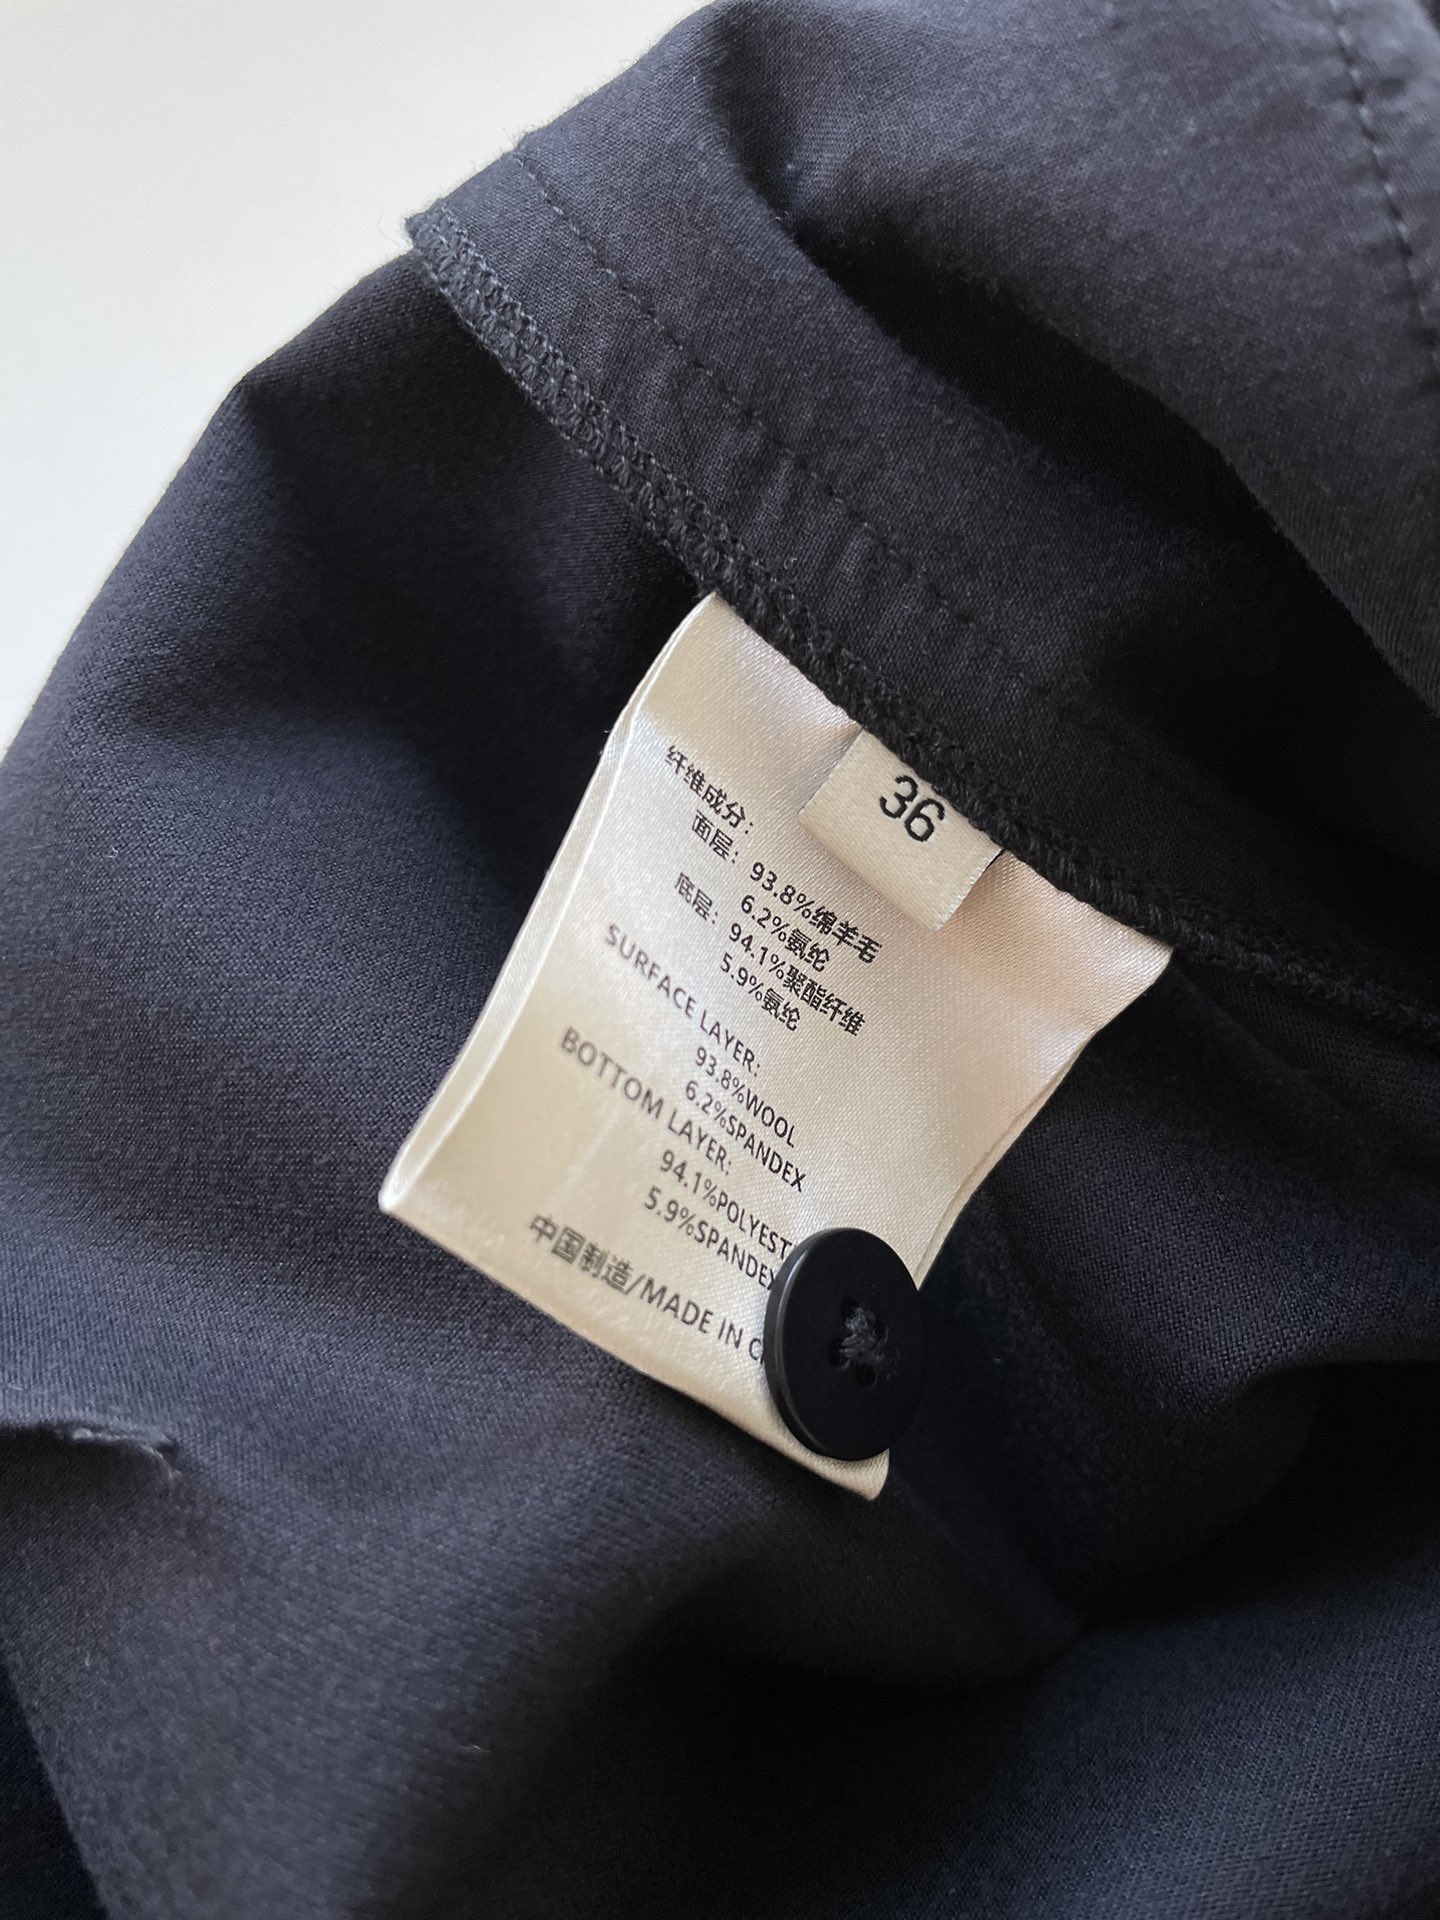 36
纤维成分：
面层：93.8%绵羊毛
6.2%氨纶
底层：94.1%聚酯纤维
5.9%氨纶
SURFACE LAYER:
93.8%WOOL
6.2%SPANDEX
BOTTOM LAYER:
94.1%POLYEST
5.9%SPANDEX
中国制造/MADE IN C